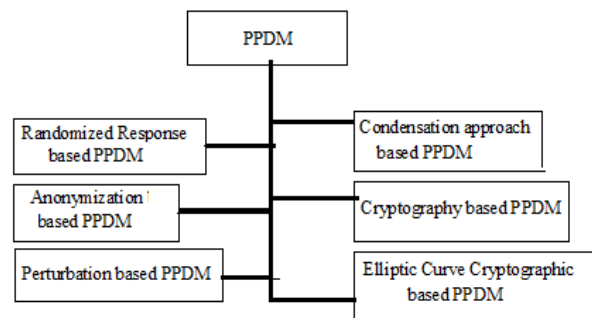 PPDM
Randomized Response
based PPDM
Condensation approach
based PPDM
Anonymization
based PPDM
Cryptography based PPDM
Perturbation based PPDM
Elliptic Curve Cryptographic
based PPDM